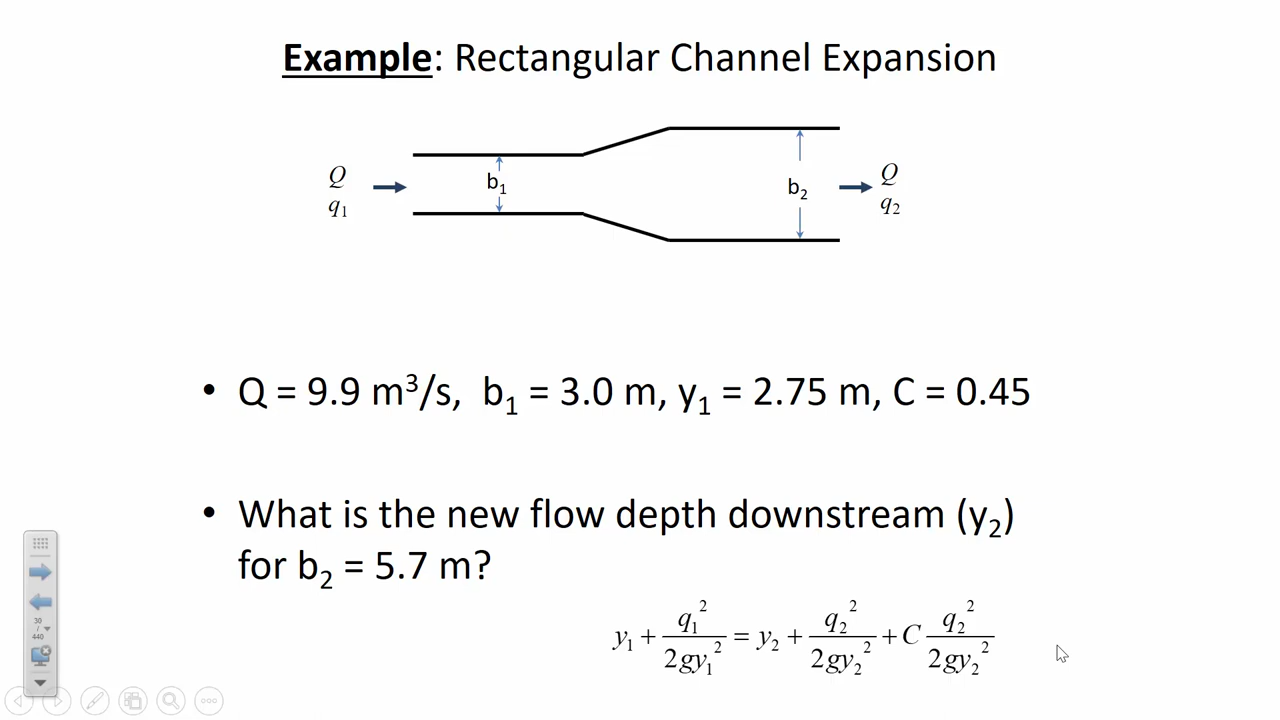 Example: Rectangular Channel Expansion
Q
q₁
b₁
b₂
Q
q₂
• Q = 9.9 m³/s, b₁ = 3.0 m, y₁ = 2.75 m, C = 0.45
• What is the new flow depth downstream (y₂)
for b₂ = 5.7 m?
y₁ + q₁²/2gy₁² = y₂ + q₂²/2gy₂² + C q₂²/2gy₂²
30
/
440